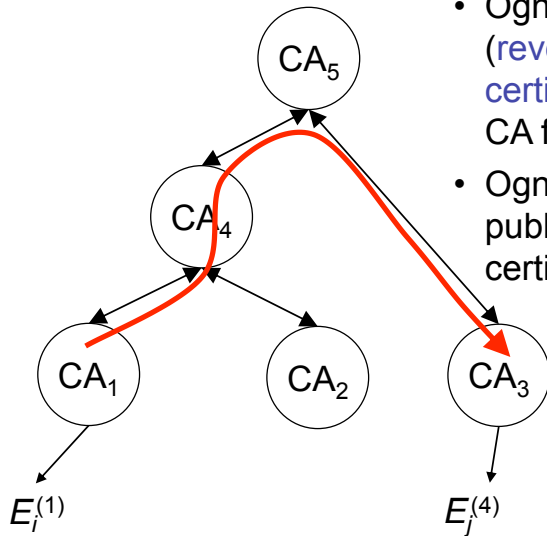 CA₅
• Ogn
(reve
certi
CA f
• Ogn
publ
certi
CA₄
CA₁
CA₂
CA₃
Eᵢ⁽¹⁾
Eⱼ⁽⁴⁾